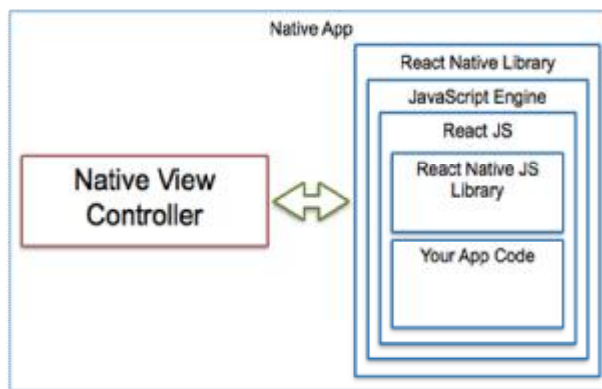 Native App
React Native Library
JavaScript Engine
React JS
Native View
Controller
React Native JS
Library
Your App Code